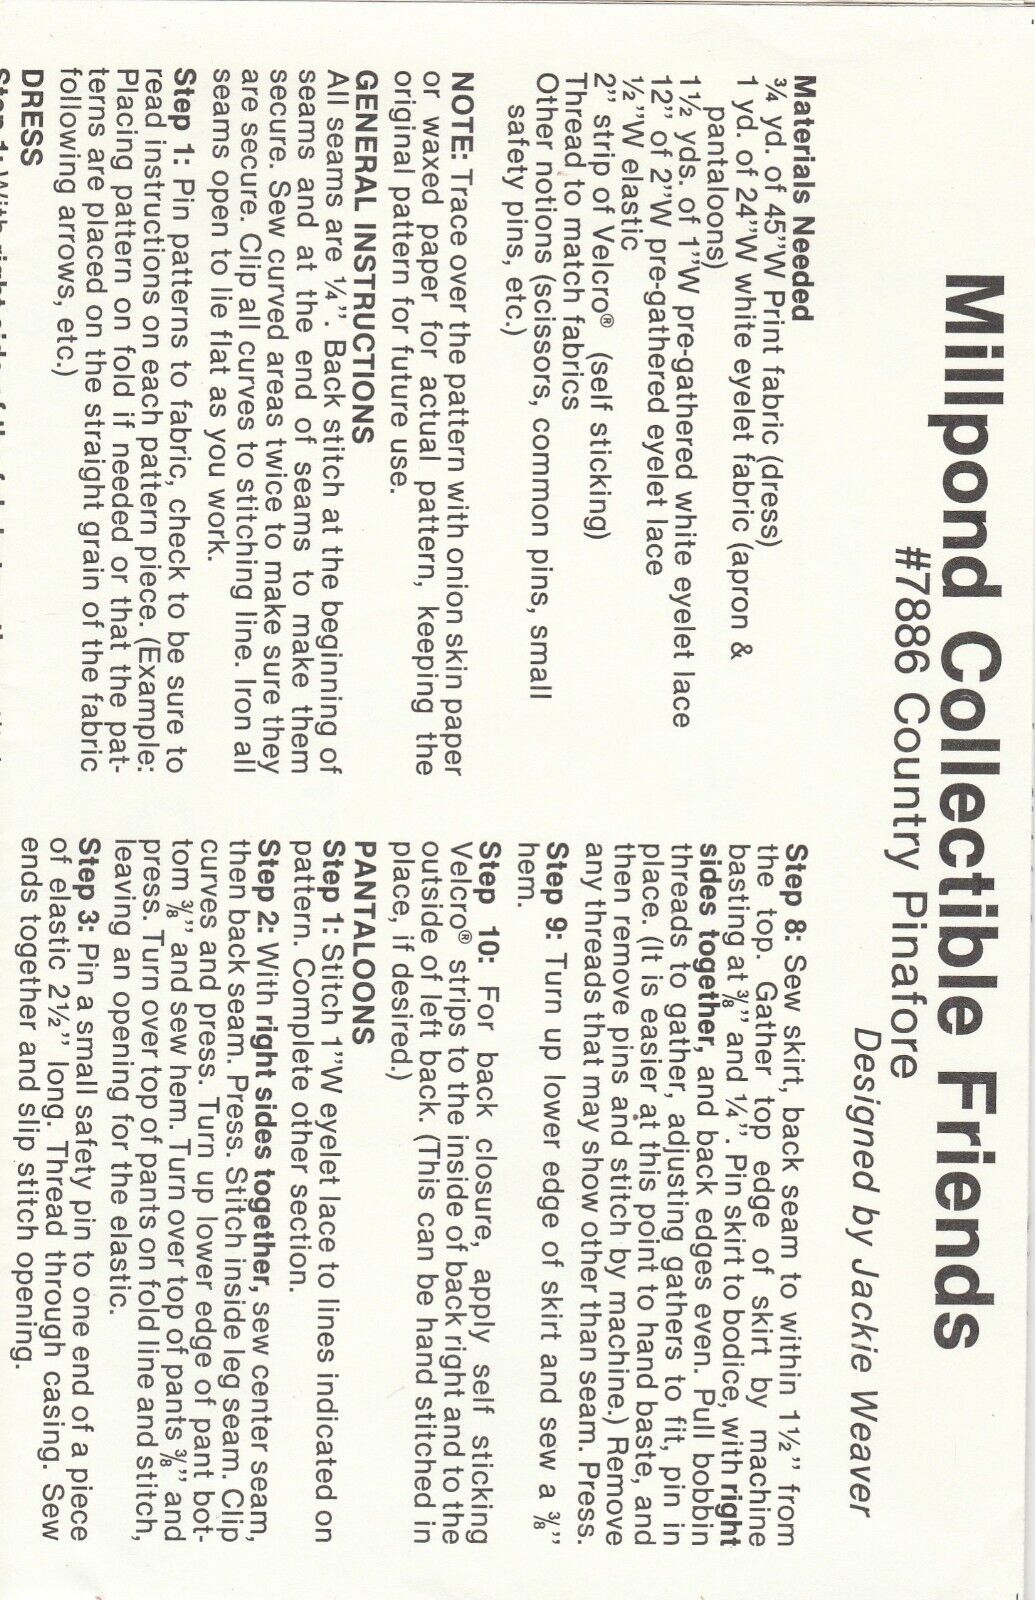 Millpond Collectible Friends
#7886 Country Pinafore
Designed by Jackie Weaver
Materials Needed
¾ yd. of 45"W Print fabric (dress)
1 yd. of 24"W white eyelet fabric (apron &
pantaloons)
1½ yds. of 1"W pre-gathered white eyelet lace
12" of 2"W pre-gathered eyelet lace
½"W elastic
2" strip of Velcro® (self sticking)
Thread to match fabrics
Other notions (scissors, common pins, small
safety pins, etc.)
NOTE: Trace over the pattern with onion skin paper
or waxed paper for actual pattern, keeping the
original pattern for future use.
GENERAL INSTRUCTIONS
All seams are ¼". Back stitch at the beginning of
seams and at the end of seams to make them
secure. Sew curved areas twice to make sure they
are secure. Clip all curves to stitching line. Iron all
seams open to lie flat as you work.
Step 1: Pin patterns to fabric, check to be sure to
read instructions on each pattern piece. (Example:
Placing pattern on fold if needed or that the pat-
terns are placed on the straight grain of the fabric
following arrows, etc.)
DRESS
Step 1: With right side of
Step 8: Sew skirt, back seam to within 1½" from
the top. Gather top edge of skirt by machine
basting at ⅜" and ¼". Pin skirt to bodice, with right
sides together, and back edges even. Pull bobbin
threads to gather, adjusting gathers to fit, pin in
place. (It is easier at this point to hand baste, and
then remove pins and stitch by machine.) Remove
any threads that may show other than seam. Press.
Step 9: Turn up lower edge of skirt and sew a ⅜"
hem.
Step 10: For back closure, apply self sticking
Velcro® strips to the inside of back right and to the
outside of left back. (This can be hand stitched in
place, if desired.)
PANTALOONS
Step 1: Stitch 1"W eyelet lace to lines indicated on
pattern. Complete other section.
Step 2: With right sides together, sew center seam,
then back seam. Press. Stitch inside leg seam. Clip
curves and press. Turn up lower edge of pant bot-
tom ⅜" and sew hem. Turn over top of pants ⅜" and
press. Turn over top of pants on fold line and stitch,
leaving an opening for the elastic.
Step 3: Pin a small safety pin to one end of a piece
of elastic 2½" long. Thread through casing. Sew
ends together and slip stitch opening.